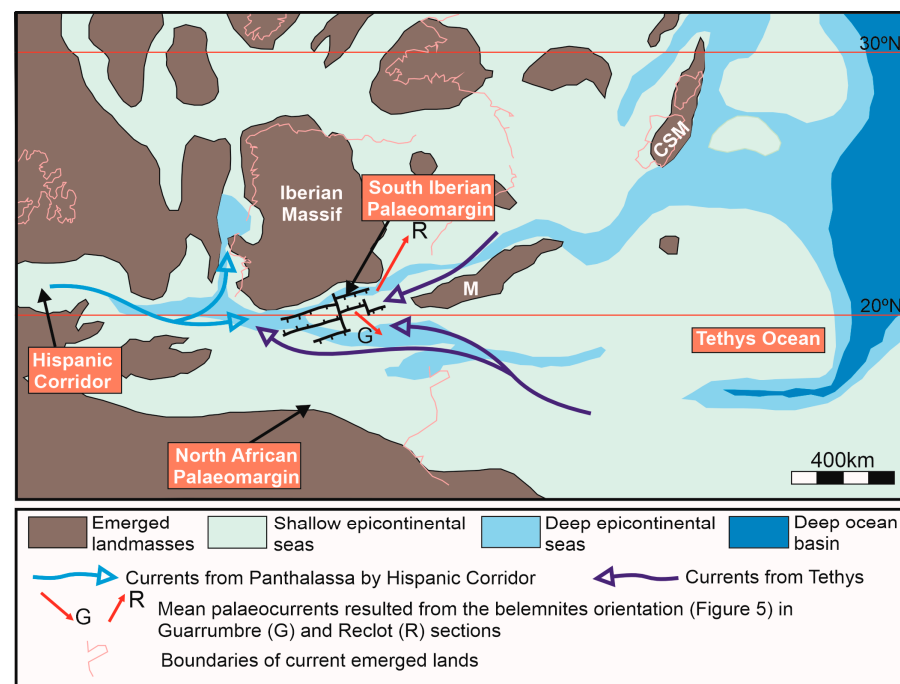 30ºN
CSM
Iberian
Massif
South Iberian
Palaeomargin
R
M
20ºN
G
Tethys Ocean
Hispanic
Corridor
North African
Palaeomargin
400km
Emerged
landmasses
Shallow epicontinental
seas
Deep epicontinental
seas
Deep ocean
basin
Currents from Panthalassa by Hispanic Corridor
Currents from Tethys
G
R
Mean palaeocurrents resulted from the belemnites orientation (Figure 5) in
Guarrumbre (G) and Reclot (R) sections
Boundaries of current emerged lands